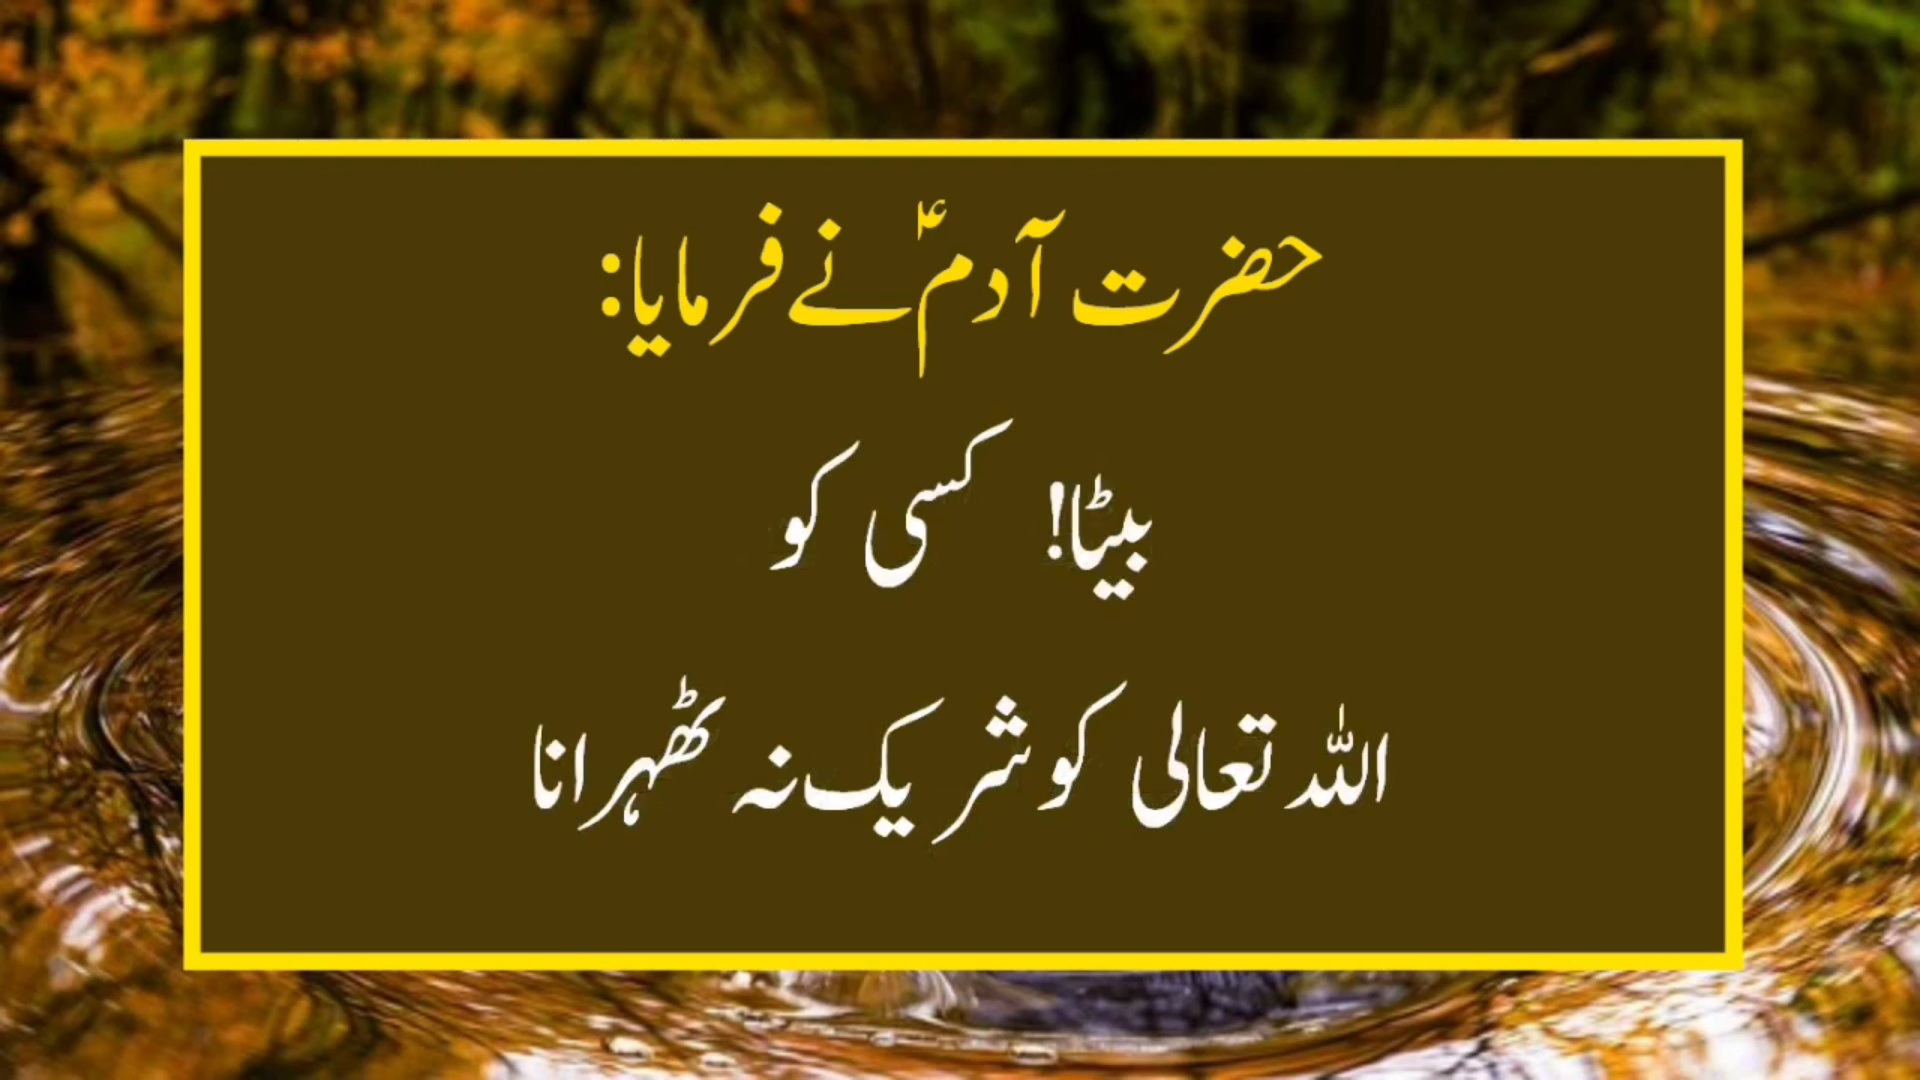 حضرت آدمؑ نے فرمایا:
بیٹا! کسی کو
اللہ تعالی کو شریک نہ ٹھہرانا